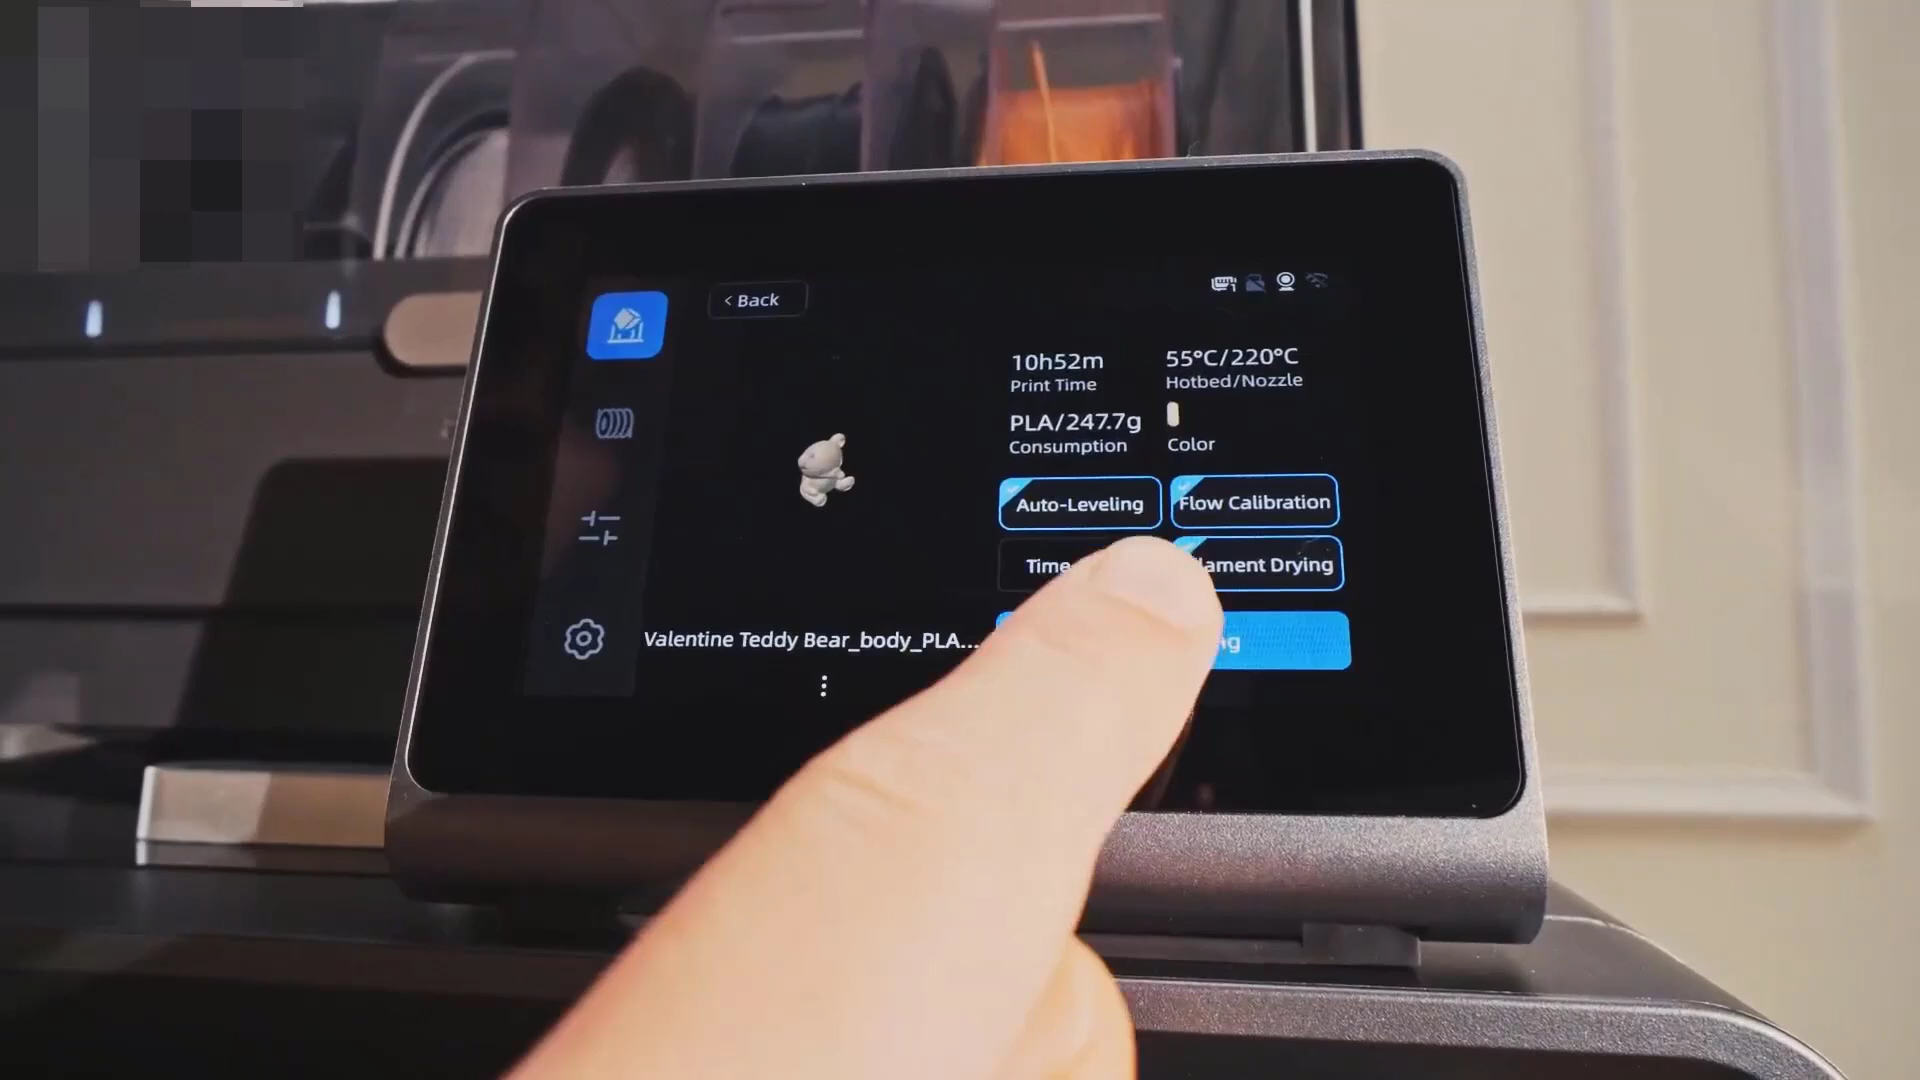 < Back
10h52m
Print Time
55°C/220°C
Hotbed/Nozzle
PLA/247.7g
Consumption
Color
Auto-Leveling
Flow Calibration
Time
Drying
Valentine Teddy Bear_body_PLA...